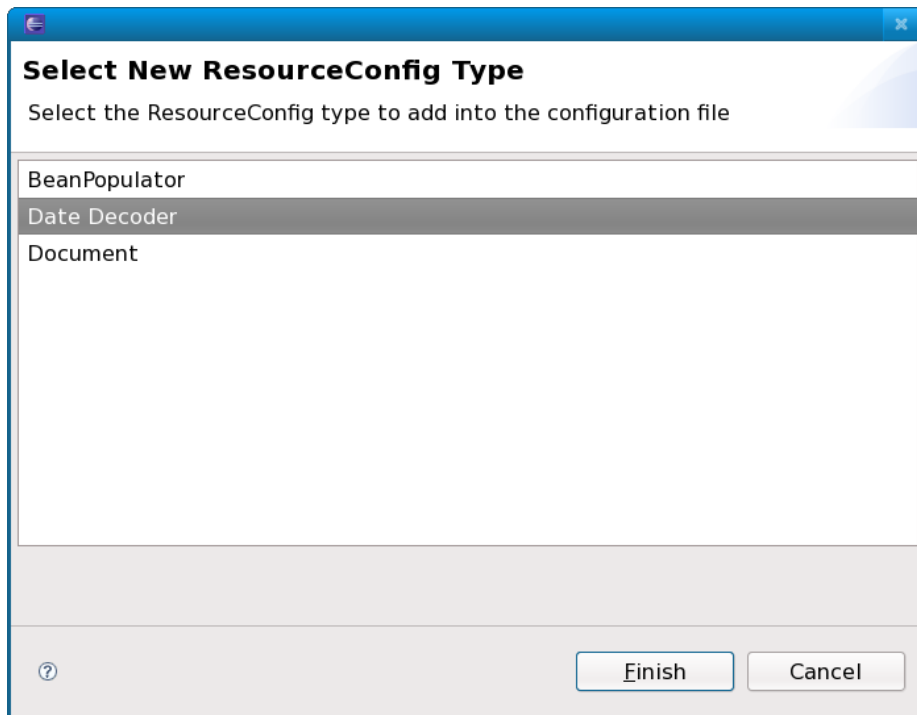 Select New ResourceConfig Type
Select the ResourceConfig type to add into the configuration file
BeanPopulator
Date Decoder
Document
?
Finish
Cancel